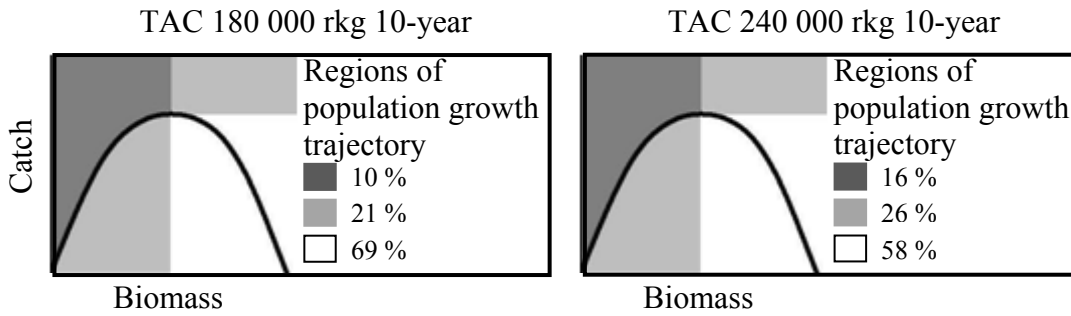 TAC 180 000 rkg 10-year
Catch
Regions of
population growth
trajectory
10 %
21 %
69 %
Biomass
TAC 240 000 rkg 10-year
Regions of
population growth
trajectory
16 %
26 %
58 %
Biomass